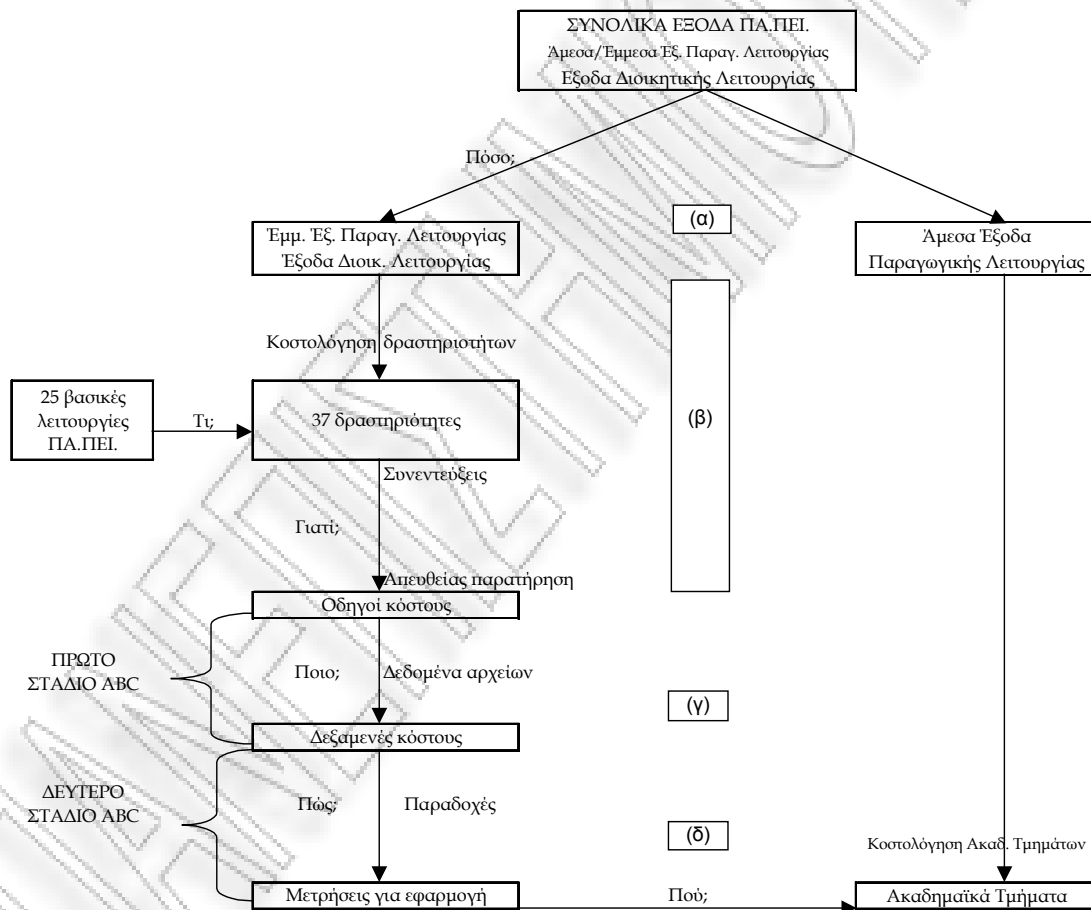 ΣΥΝΟΛΙΚΑ ΕΞΟΔΑ ΠΑ.ΠΕΙ.
Άμεσα/Έμμεσα Έξ. Παραγ. Λειτουργίας
Έξοδα Διοικητικής Λειτουργίας
Πόσο;
(α)
Έμμ. Έξ. Παραγ. Λειτουργίας
Έξοδα Διοικ. Λειτουργίας
Άμεσα Έξοδα
Παραγωγικής Λειτουργίας
Κοστολόγηση δραστηριοτήτων
25 βασικές
λειτουργίες
ΠΑ.ΠΕΙ.
Τι;
37 δραστηριότητες
(β)
Συνεντεύξεις
Γιατί;
Απευθείας παρατήρηση
Οδηγοί κόστους
ΠΡΩΤΟ
ΣΤΑΔΙΟ ABC
Ποιο;
Δεδομένα αρχείων
(γ)
Δεξαμενές κόστους
ΔΕΥΤΕΡΟ
ΣΤΑΔΙΟ ABC
Πώς;
Παραδοχές
(δ)
Κοστολόγηση Ακαδ. Τμημάτων
Μετρήσεις για εφαρμογή
Πού;
Ακαδημαϊκά Τμήματα